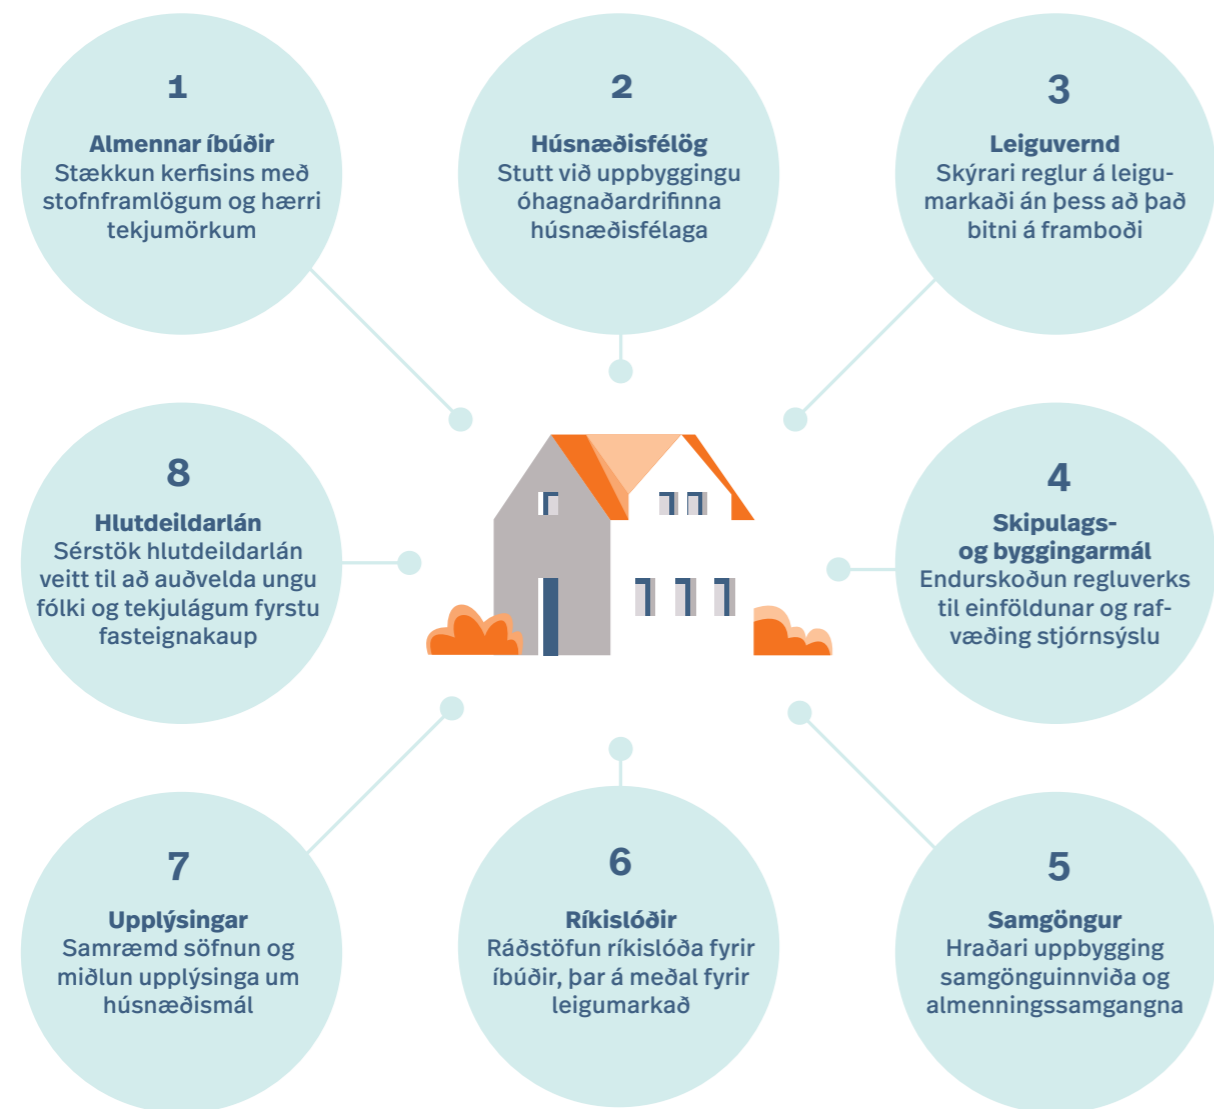 1
Almennar íbúðir
Stækkun kerfisins með
stofnframlögum og hærri
tekjumörkum
2
Húsnæðisfélög
Stutt við uppbyggingu
óhagnaðardrifinna
húsnæðisfélaga
3
Leiguvernd
Skýrari reglur á leigu-
markaði án þess að það
bitni á framboði
4
Skipulags-
og byggingarmál
Endurskoðun regluverks
til einföldunar og raf-
væðing stjórnsýslu
5
Samgöngur
Hraðari uppbygging
samgönguinnviða og
almenningssamgangna
6
Ríkislóðir
Ráðstöfun ríkislóða fyrir
íbúðir, þar á meðal fyrir
leigumarkað
7
Upplýsingar
Samræmd söfnun og
miðlun upplýsinga um
húsnæðismál
8
Hlutdeildarlán
Sérstök hlutdeildarlán
veitt til að auðvelda ungu
fólki og tekjulágum fyrstu
fasteignakaup